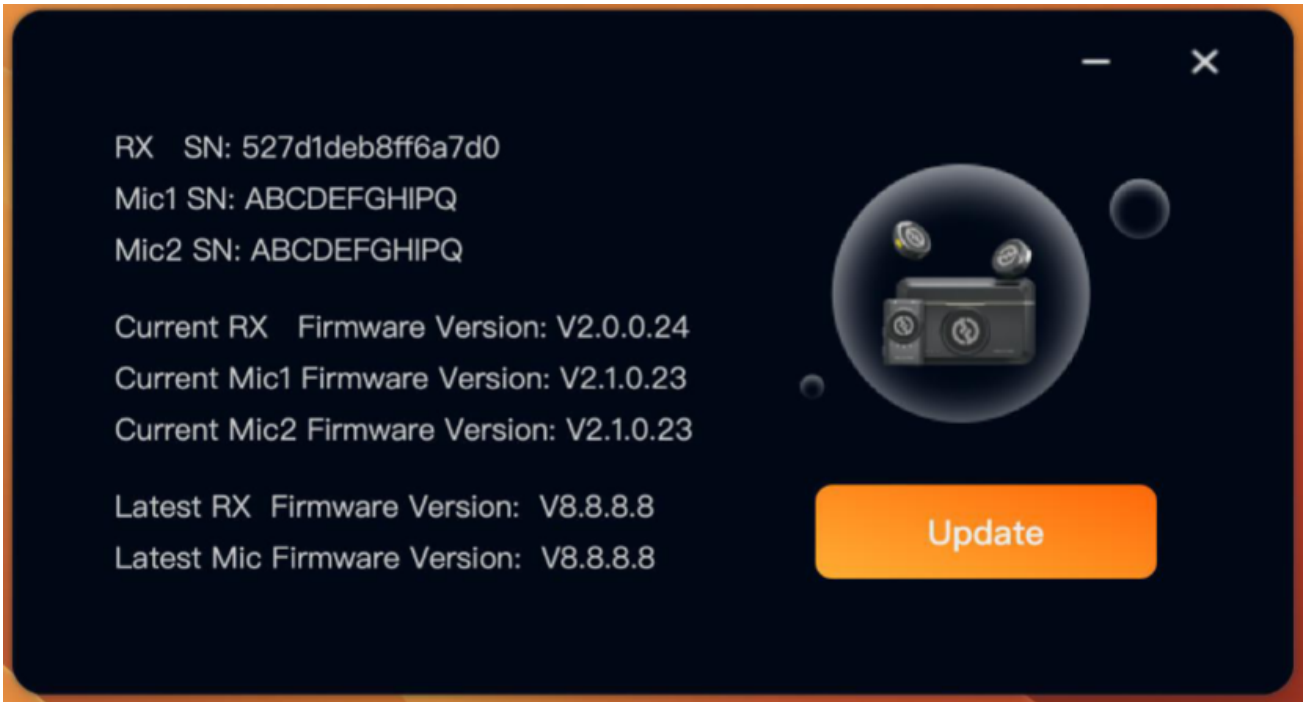 RX SN: 527d1deb8ff6a7d0
Mic1 SN: ABCDEFGHIPQ
Mic2 SN: ABCDEFGHIPQ
Current RX Firmware Version: V2.0.0.24
Current Mic1 Firmware Version: V2.1.0.23
Current Mic2 Firmware Version: V2.1.0.23
Latest RX Firmware Version: V8.8.8.8
Latest Mic Firmware Version: V8.8.8.8
Update